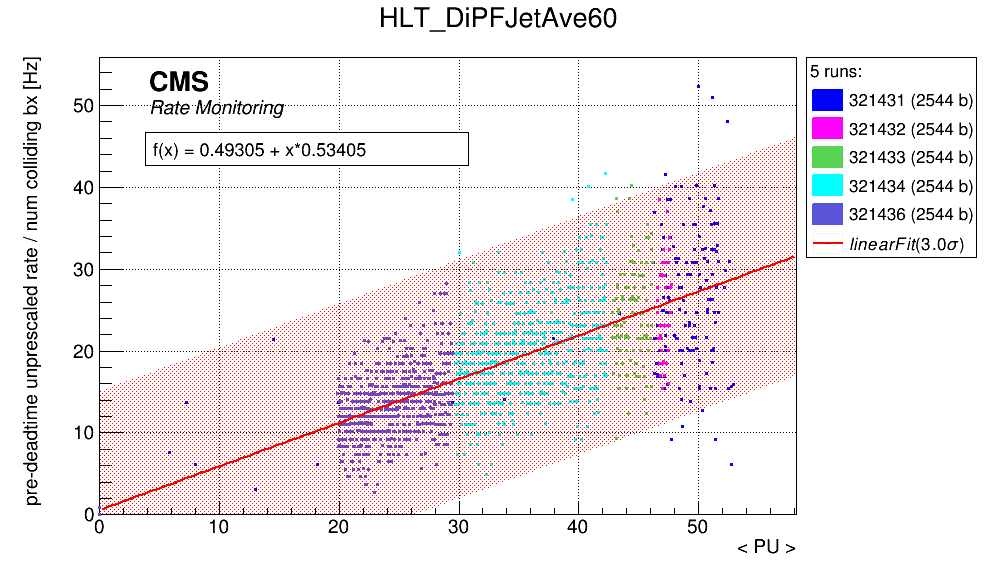 HLT_DiPFJetAve60
pre-deadtime unprescaled rate / num colliding bx [Hz]
CMS
Rate Monitoring
f(x) = 0.49305 + x*0.53405
50
40
30
20
10
0
0 10 20 30 40 50
< PU >
5 runs:
321431 (2544 b)
321432 (2544 b)
321433 (2544 b)
321434 (2544 b)
321436 (2544 b)
linearFit(3.0σ)